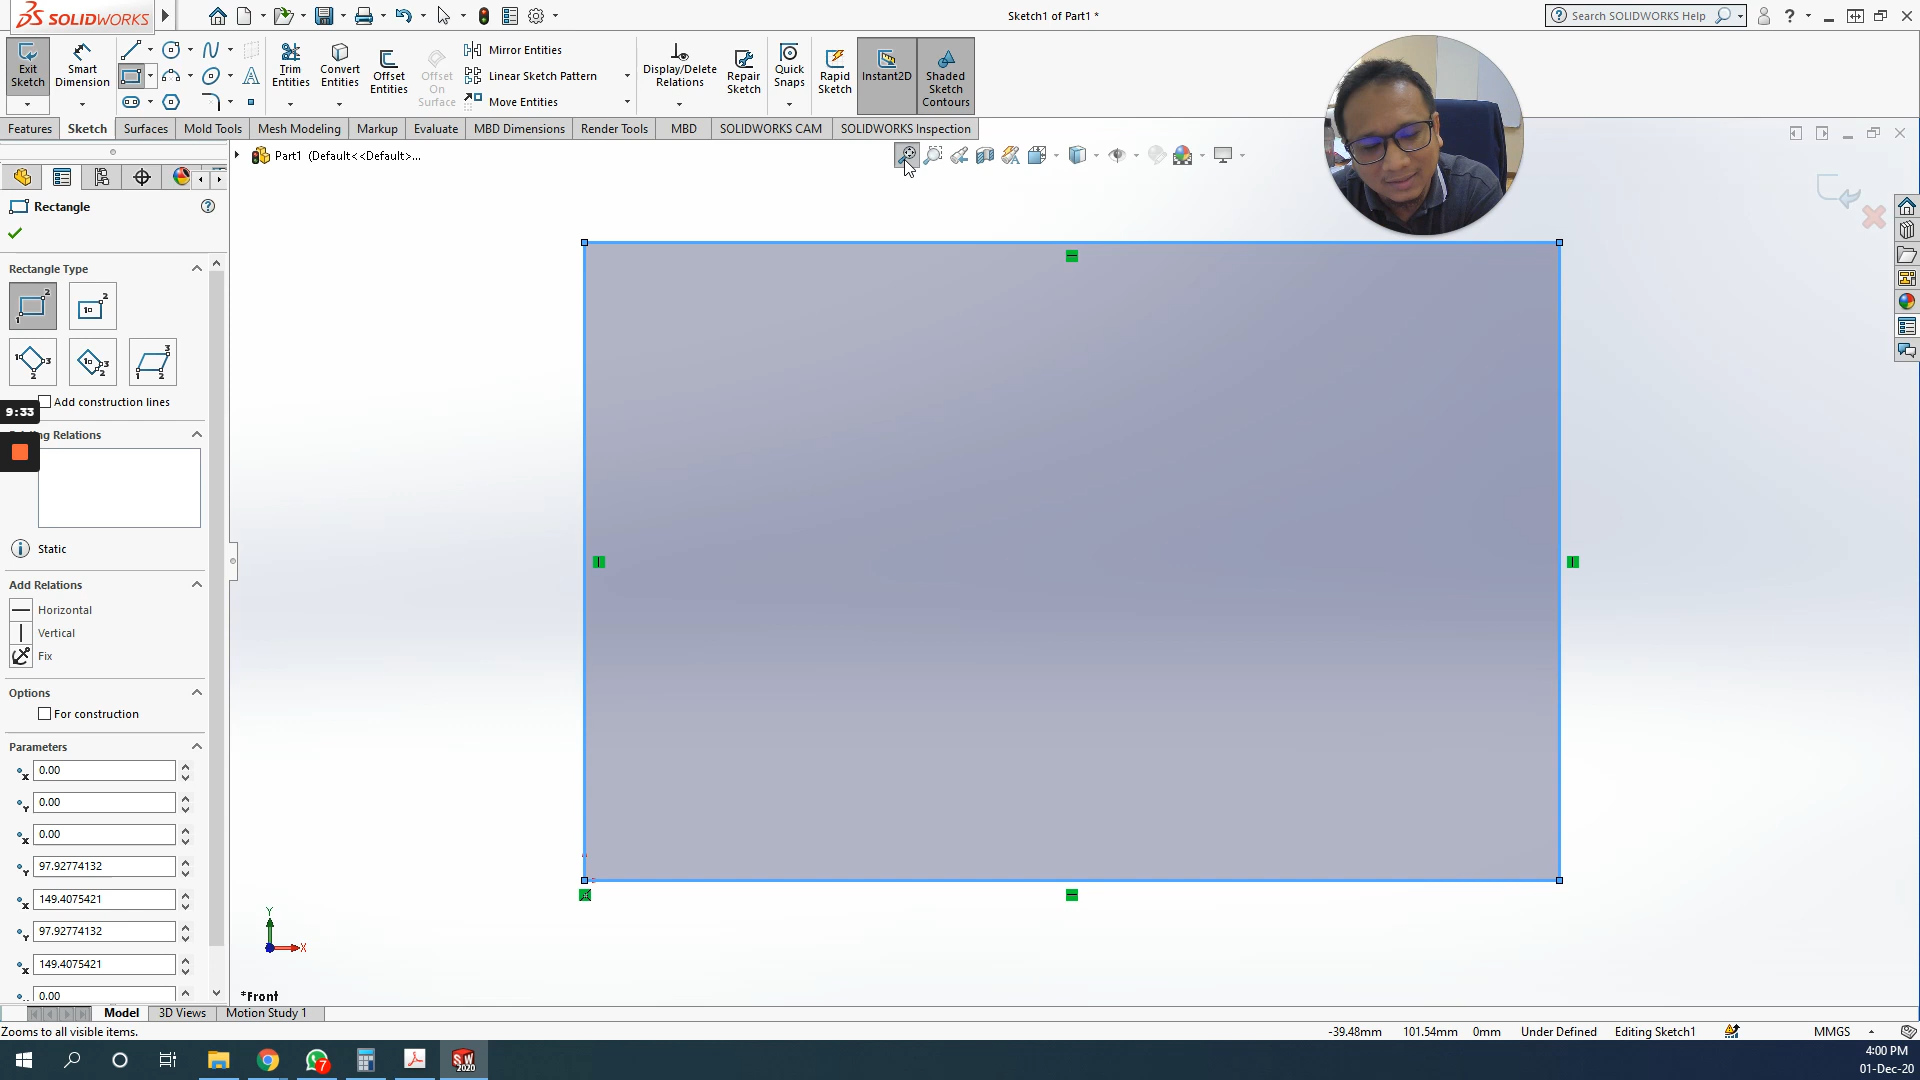 SOLIDWORKS
Sketch1 of Part1 *
Search SOLIDWORKS Help
Exit Sketch
Smart Dimension
Trim Entities
Convert Entities
Offset Entities
Offset On Surface
Mirror Entities
Linear Sketch Pattern
Move Entities
Display/Delete Relations
Repair Sketch
Quick Snaps
Rapid Sketch
Instant2D
Shaded Sketch Contours
Features
Sketch
Surfaces
Mold Tools
Mesh Modeling
Markup
Evaluate
MBD Dimensions
Render Tools
MBD
SOLIDWORKS CAM
SOLIDWORKS Inspection
Part1 (Default<<Default>...
Rectangle
Rectangle Type
Add construction lines
9:33
ng Relations
Static
Add Relations
Horizontal
Vertical
Fix
Options
For construction
Parameters
0.00
0.00
0.00
97.92774132
149.4075421
97.92774132
149.4075421
0.00
Y
X
*Front
Model
3D Views
Motion Study 1
Zooms to all visible items.
-39.48mm
101.54mm
0mm
Under Defined
Editing Sketch1
MMGS
7
SW
2020
4:00 PM
01-Dec-20